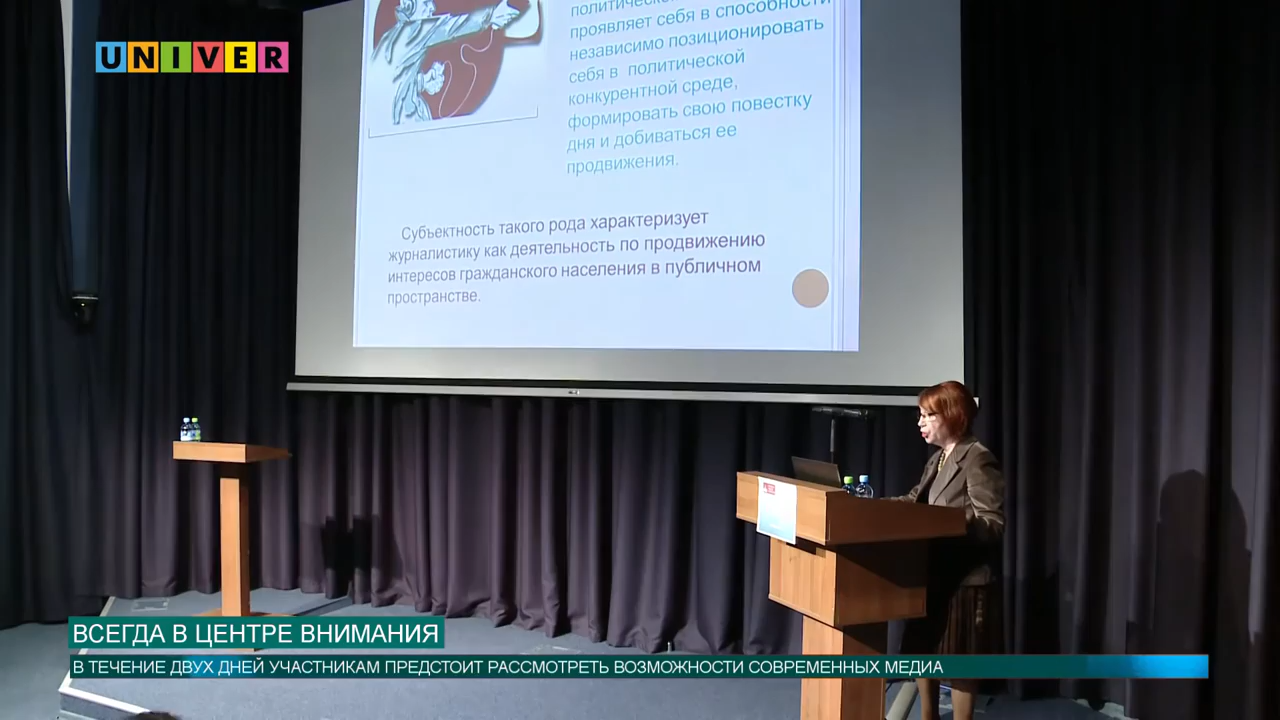 UNIVER
проявляет себя в способности
независимо позиционировать
себя в политической
конкурентной среде,
формировать свою повестку
дня и добиваться ее
продвижения.
Субъектность такого рода характеризует
журналистику как деятельность по продвижению
интересов гражданского населения в публичном
пространстве.
ВСЕГДА В ЦЕНТРЕ ВНИМАНИЯ
В ТЕЧЕНИЕ ДВУХ ДНЕЙ УЧАСТНИКАМ ПРЕДСТОИТ РАССМОТРЕТЬ ВОЗМОЖНОСТИ СОВРЕМЕННЫХ МЕДИА